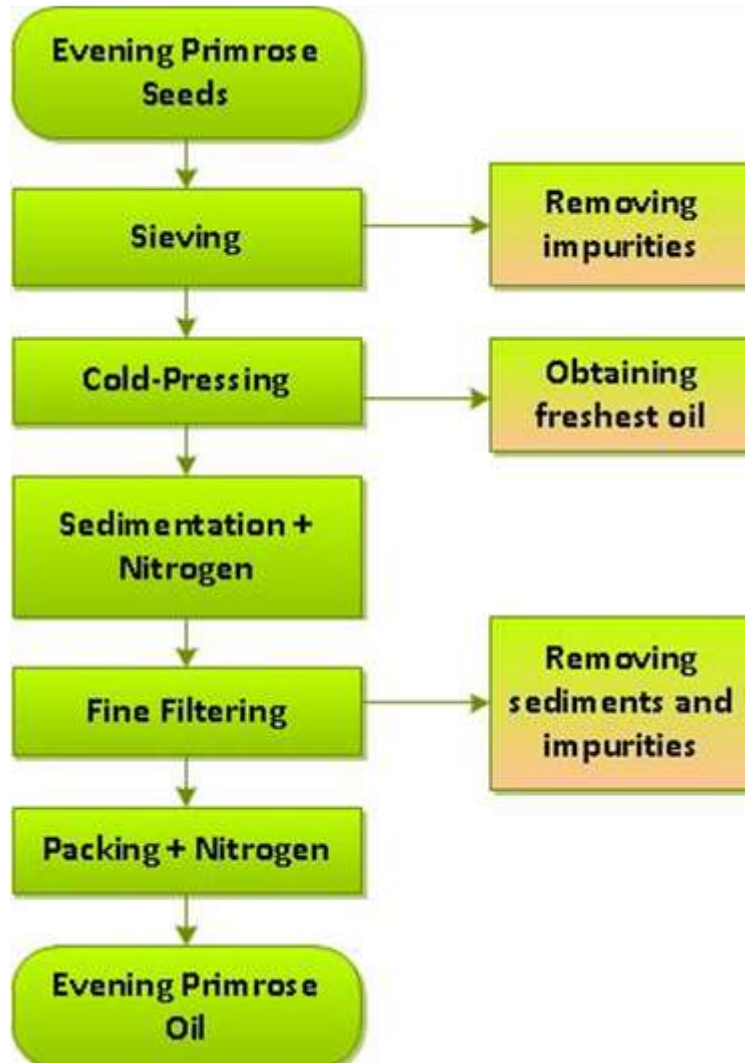 Evening Primrose
Seeds
Sieving
Removing
impurities
Cold-Pressing
Obtaining
freshest oil
Sedimentation +
Nitrogen
Fine Filtering
Removing
sediments and
impurities
Packing + Nitrogen
Evening Primrose
Oil